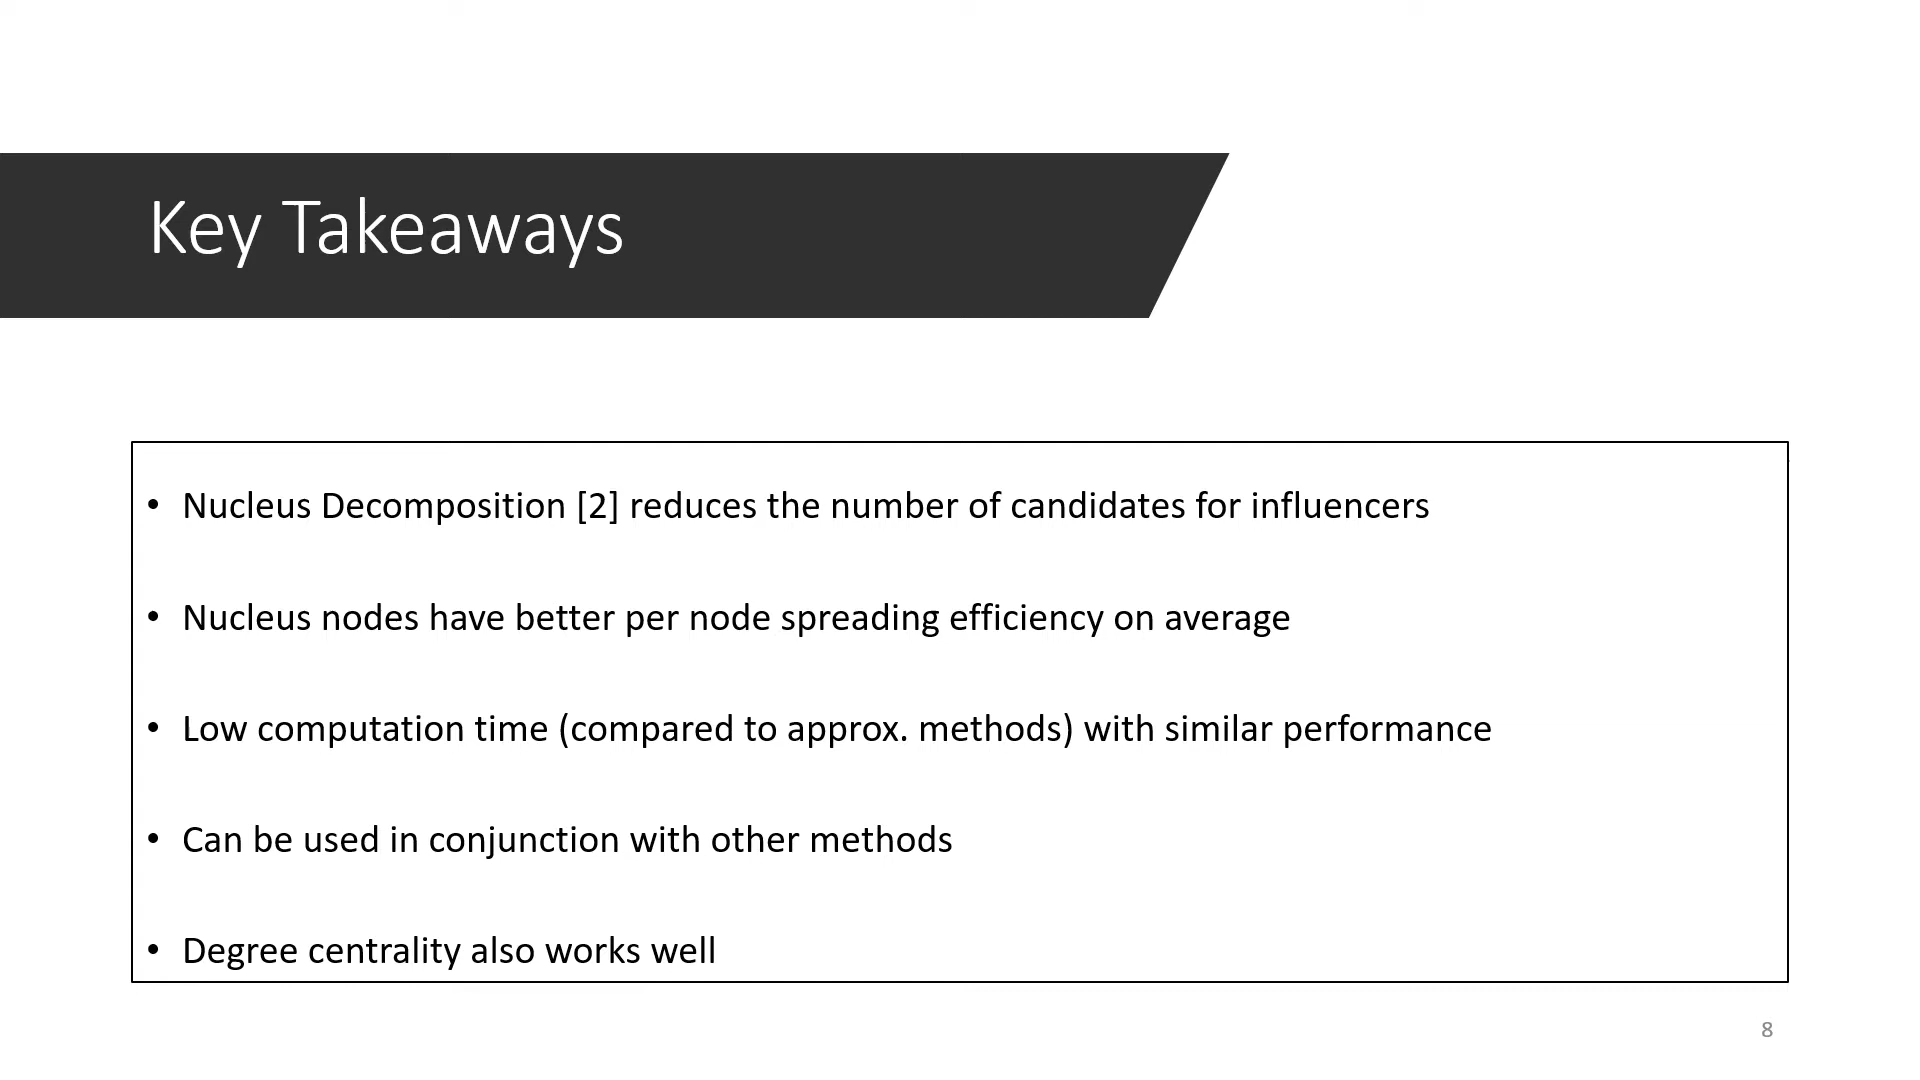 Key Takeaways
• Nucleus Decomposition [2] reduces the number of candidates for influencers
• Nucleus nodes have better per node spreading efficiency on average
• Low computation time (compared to approx. methods) with similar performance
• Can be used in conjunction with other methods
• Degree centrality also works well
8